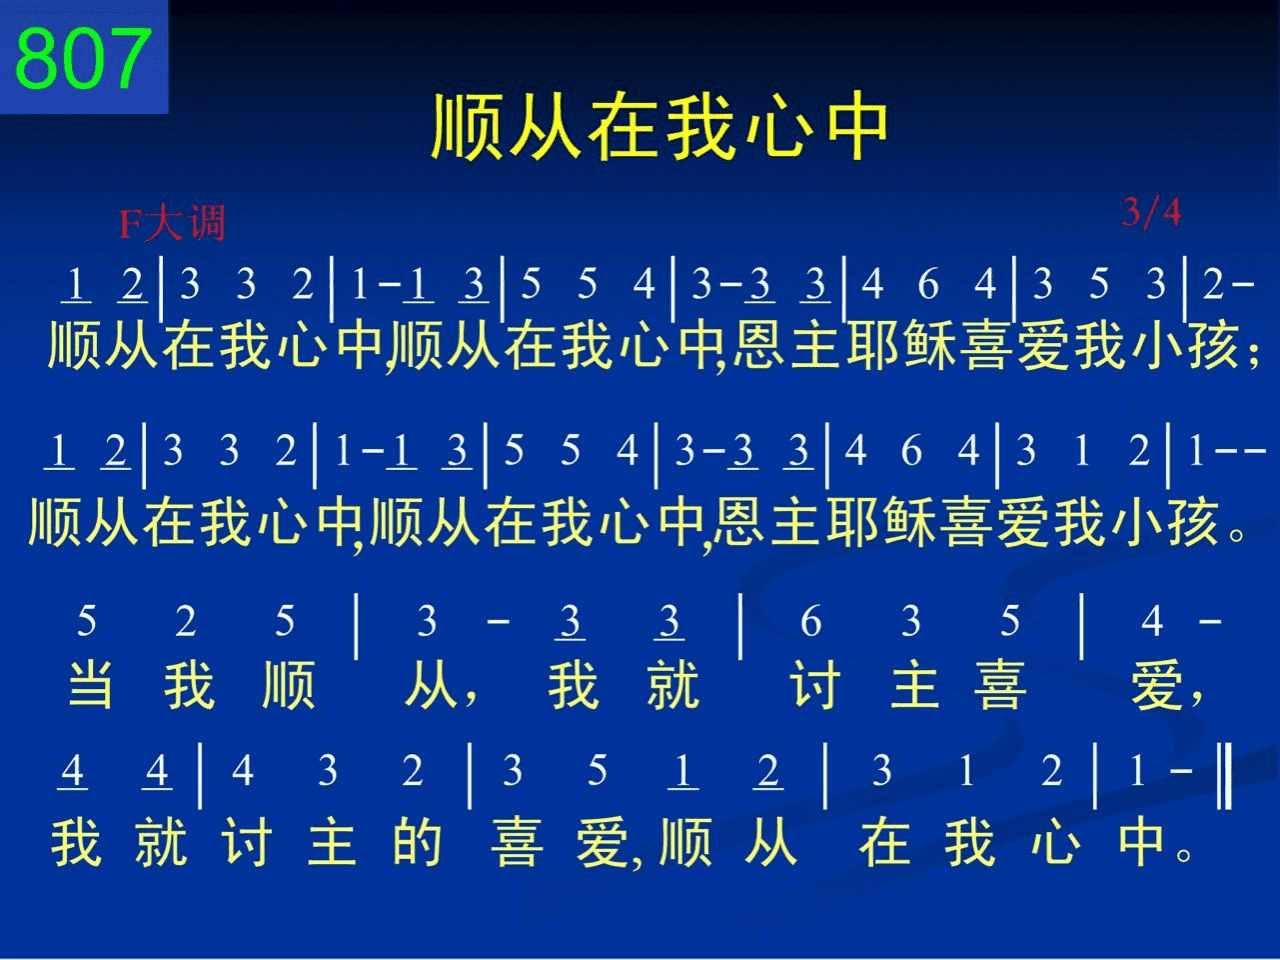 807
顺从在我心中
F大调
3/4
1 2|3 3 2|1-1 3|5 5 4|3-3 3|4 6 4|3 5 3|2-
顺从在我心中,顺从在我心中,恩主耶稣喜爱我小孩；
1 2|3 3 2|1-1 3|5 5 4|3-3 3|4 6 4|3 1 2|1--
顺从在我心中,顺从在我心中,恩主耶稣喜爱我小孩。
5 2 5 | 3 - 3 3 | 6 3 5 | 4 -
当 我 顺 从， 我 就 讨 主 喜 爱，
4 4 | 4 3 2 | 3 5 1 2 | 3 1 2 | 1 - ‖
我 就 讨 主 的 喜 爱, 顺 从 在 我 心 中。